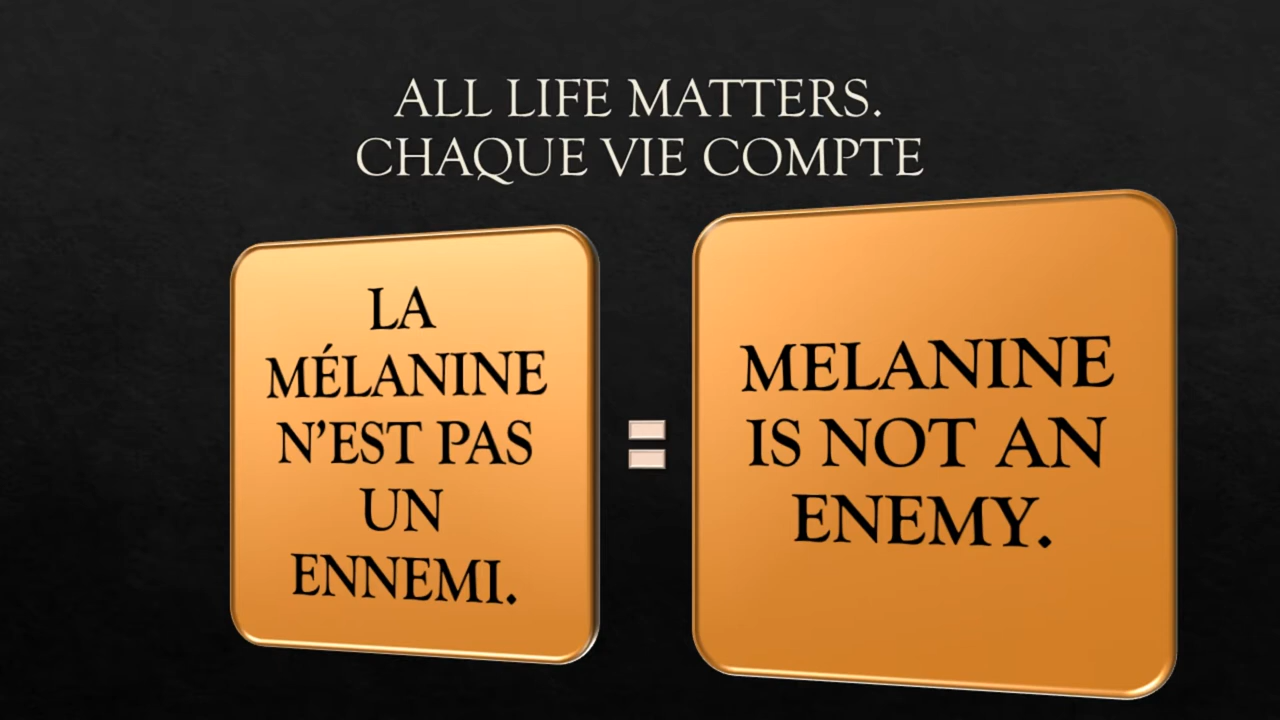 ALL LIFE MATTERS.
CHAQUE VIE COMPTE
LA
MÉLANINE
N'EST PAS
UN
ENNEMI.
=
MELANINE
IS NOT AN
ENEMY.